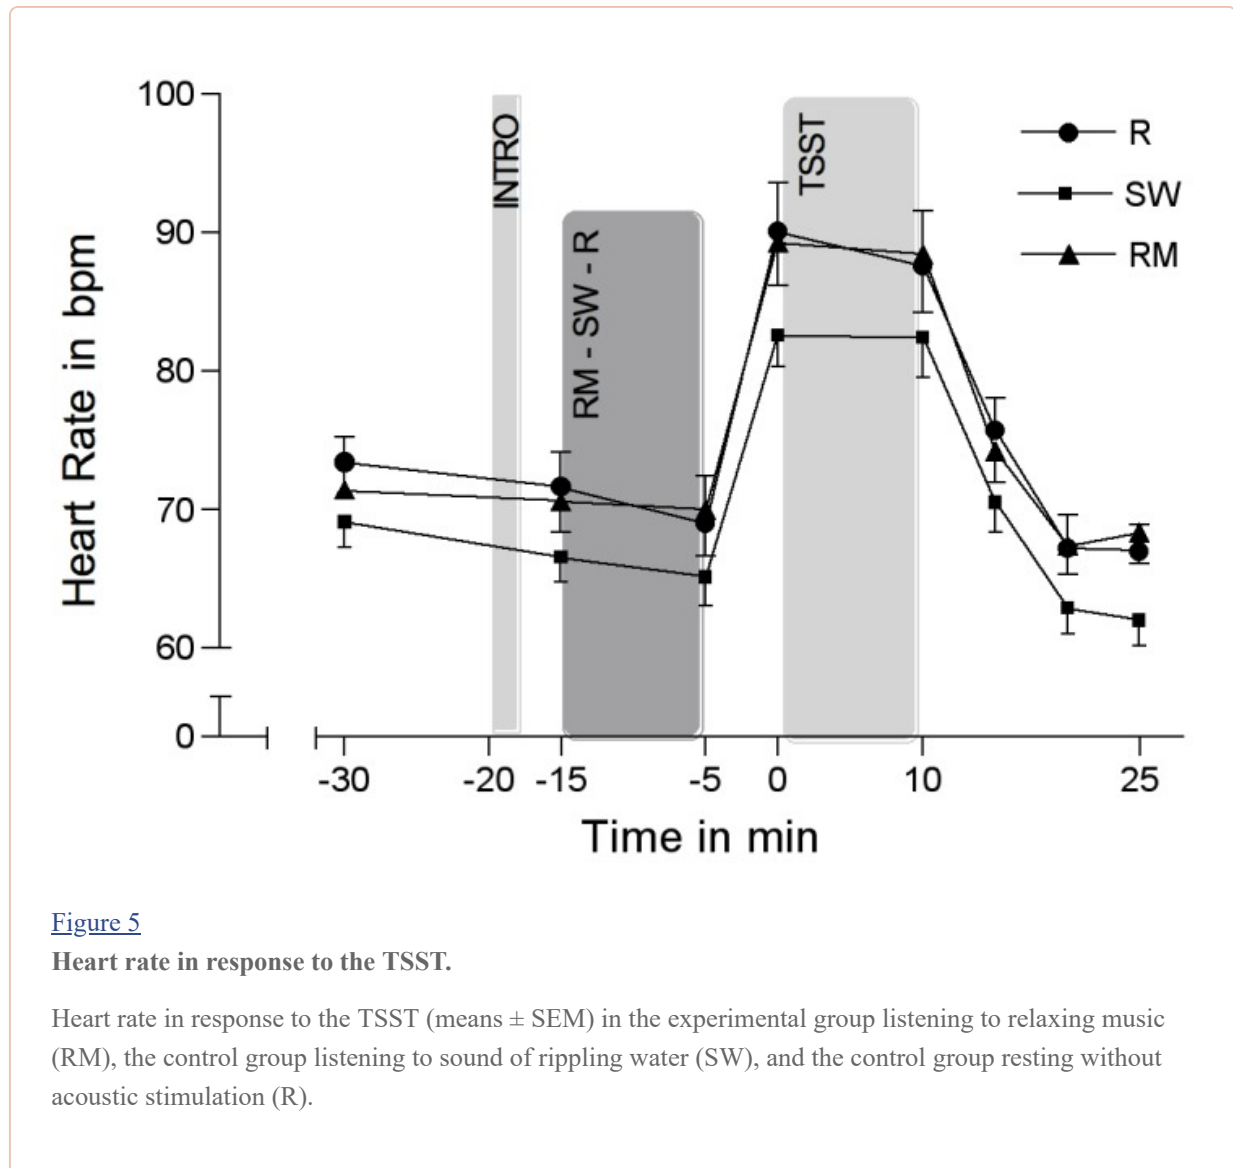 100
90
80
70
60
0
Heart Rate in bpm
INTRO
RM - SW - R
TSST
R
SW
RM
-30
-20
-15
-5
0
10
25
Time in min
Figure 5
Heart rate in response to the TSST.
Heart rate in response to the TSST (means ± SEM) in the experimental group listening to relaxing music
(RM), the control group listening to sound of rippling water (SW), and the control group resting without
acoustic stimulation (R).